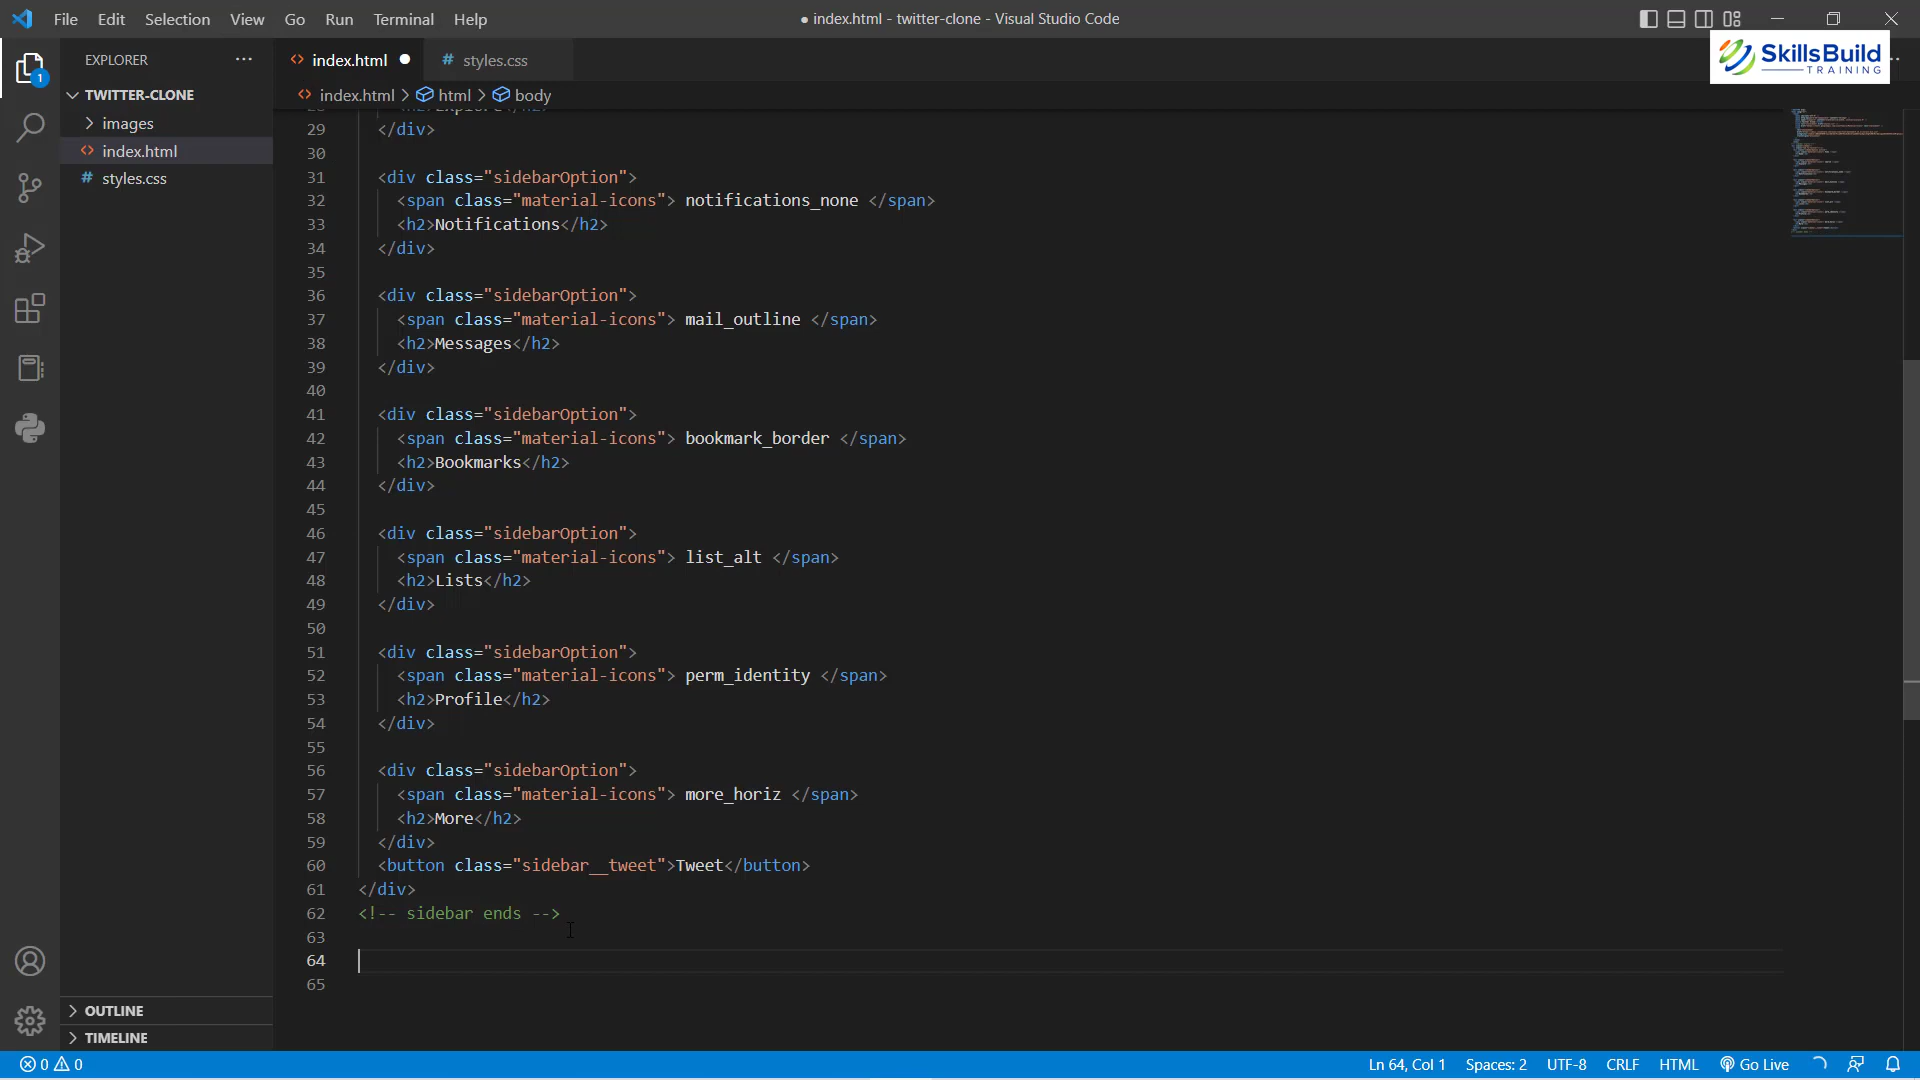 File Edit Selection View Go Run Terminal Help
● index.html - twitter-clone - Visual Studio Code
SkillsBuild
TRAINING
EXPLORER
TWITTER-CLONE
images
index.html
styles.css
OUTLINE
TIMELINE
1
index.html
styles.css
index.html > html > body
29 </div>
30
31 <div class="sidebarOption">
32 <span class="material-icons"> notifications_none </span>
33 <h2>Notifications</h2>
34 </div>
35
36 <div class="sidebarOption">
37 <span class="material-icons"> mail_outline </span>
38 <h2>Messages</h2>
39 </div>
40
41 <div class="sidebarOption">
42 <span class="material-icons"> bookmark_border </span>
43 <h2>Bookmarks</h2>
44 </div>
45
46 <div class="sidebarOption">
47 <span class="material-icons"> list_alt </span>
48 <h2>Lists</h2>
49 </div>
50
51 <div class="sidebarOption">
52 <span class="material-icons"> perm_identity </span>
53 <h2>Profile</h2>
54 </div>
55
56 <div class="sidebarOption">
57 <span class="material-icons"> more_horiz </span>
58 <h2>More</h2>
59 </div>
60 <button class="sidebar__tweet">Tweet</button>
61 </div>
62 <!-- sidebar ends -->
63
64
65
0 0
Ln 64, Col 1 Spaces: 2 UTF-8 CRLF HTML Go Live